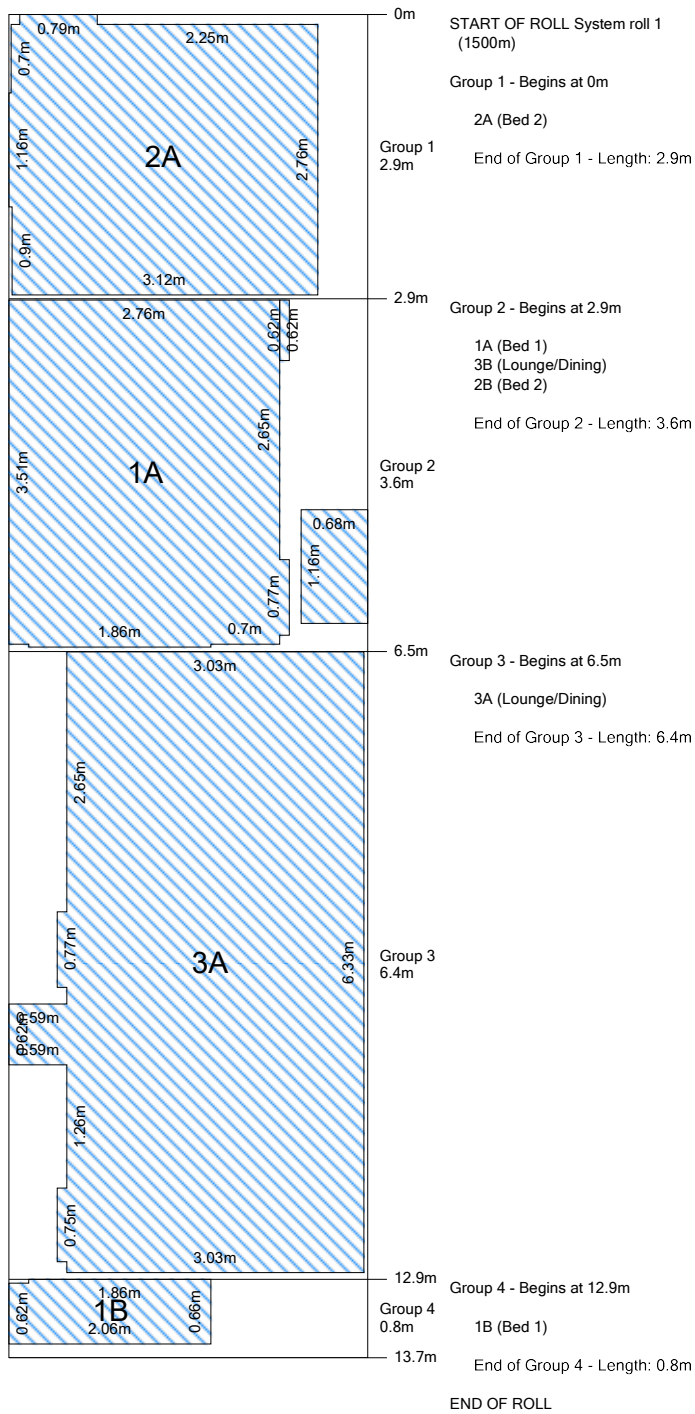 0m
0.79m
2.25m
0.7m
1.16m
2A
2.76m
0.9m
3.12m
Group 1
2.9m
2.9m
2.76m
0.62m
0.62m
2.65m
3.51m
1A
Group 2
3.6m
0.68m
1.16m
0.77m
1.86m
0.7m
6.5m
3.03m
2.65m
0.77m
3A
6.33m
Group 3
6.4m
0.59m
0.62m
0.59m
1.26m
0.75m
3.03m
12.9m
1.86m
0.62m
1B
2.06m
0.66m
Group 4
0.8m
13.7m
START OF ROLL System roll 1
(1500m)
Group 1 - Begins at 0m
2A (Bed 2)
End of Group 1 - Length: 2.9m
Group 2 - Begins at 2.9m
1A (Bed 1)
3B (Lounge/Dining)
2B (Bed 2)
End of Group 2 - Length: 3.6m
Group 3 - Begins at 6.5m
3A (Lounge/Dining)
End of Group 3 - Length: 6.4m
Group 4 - Begins at 12.9m
1B (Bed 1)
End of Group 4 - Length: 0.8m
END OF ROLL